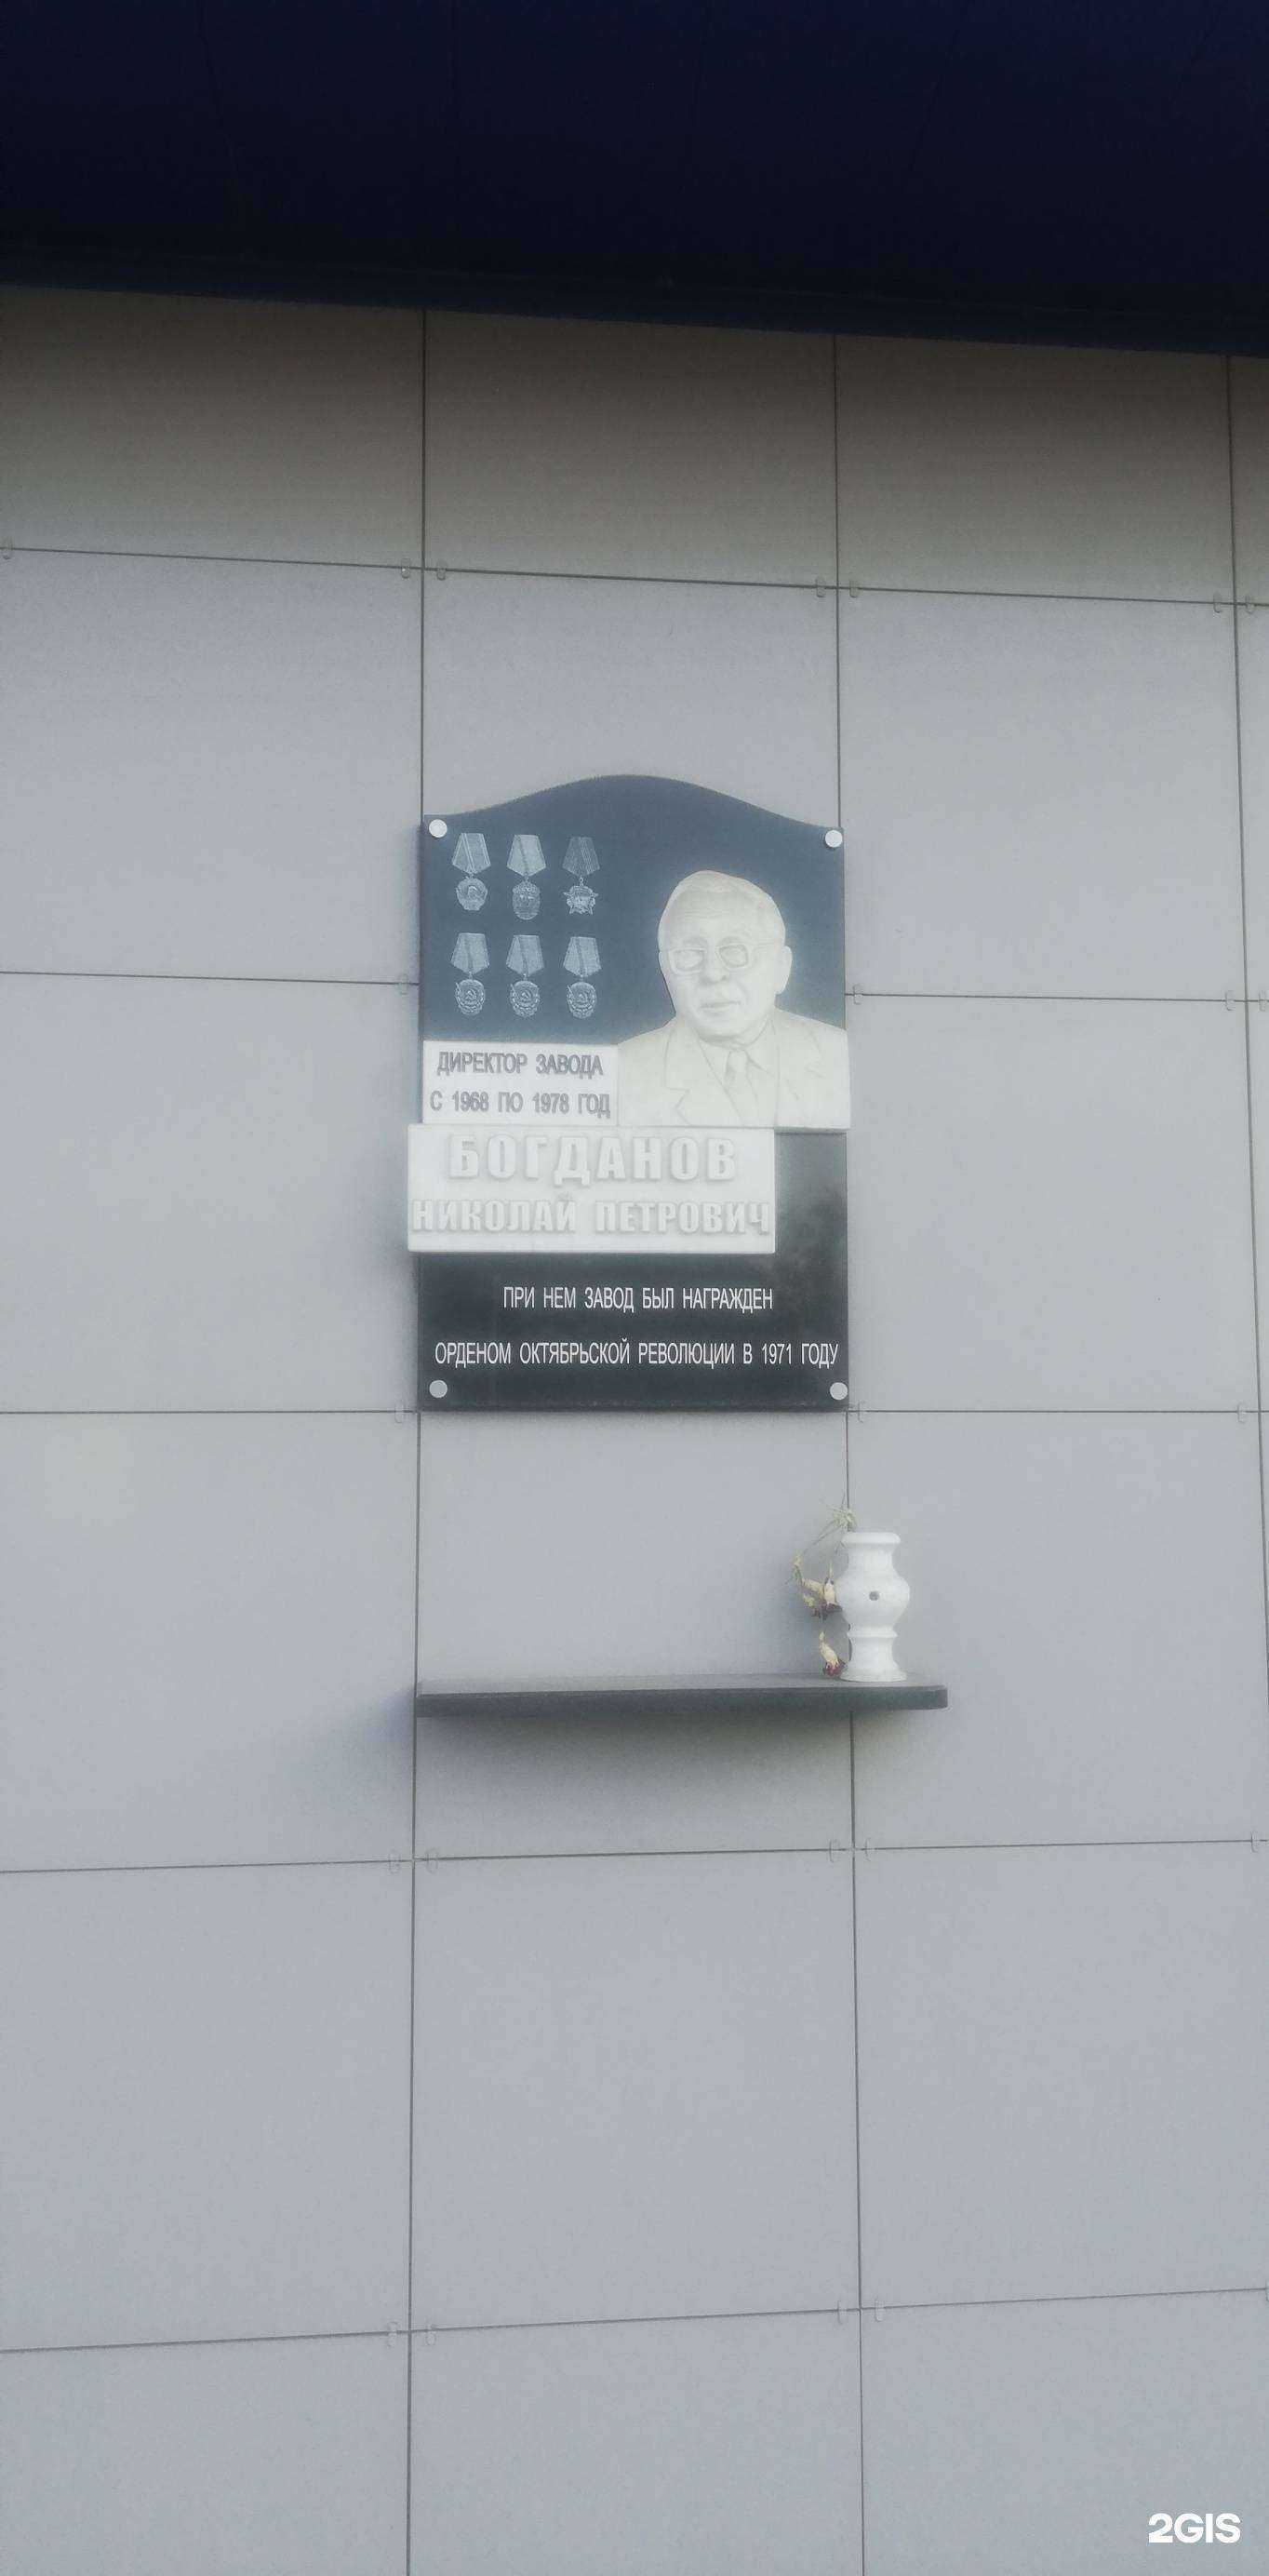 ДИРЕКТОР ЗАВОДА
С 1968 ПО 1978 ГОД
БОГДАНОВ
НИКОЛАЙ ПЕТРОВИЧ
ПРИ НЕМ ЗАВОД БЫЛ НАГРАЖДЕН
ОРДЕНОМ ОКТЯБРЬСКОЙ РЕВОЛЮЦИИ В 1971 ГОДУ
2GIS